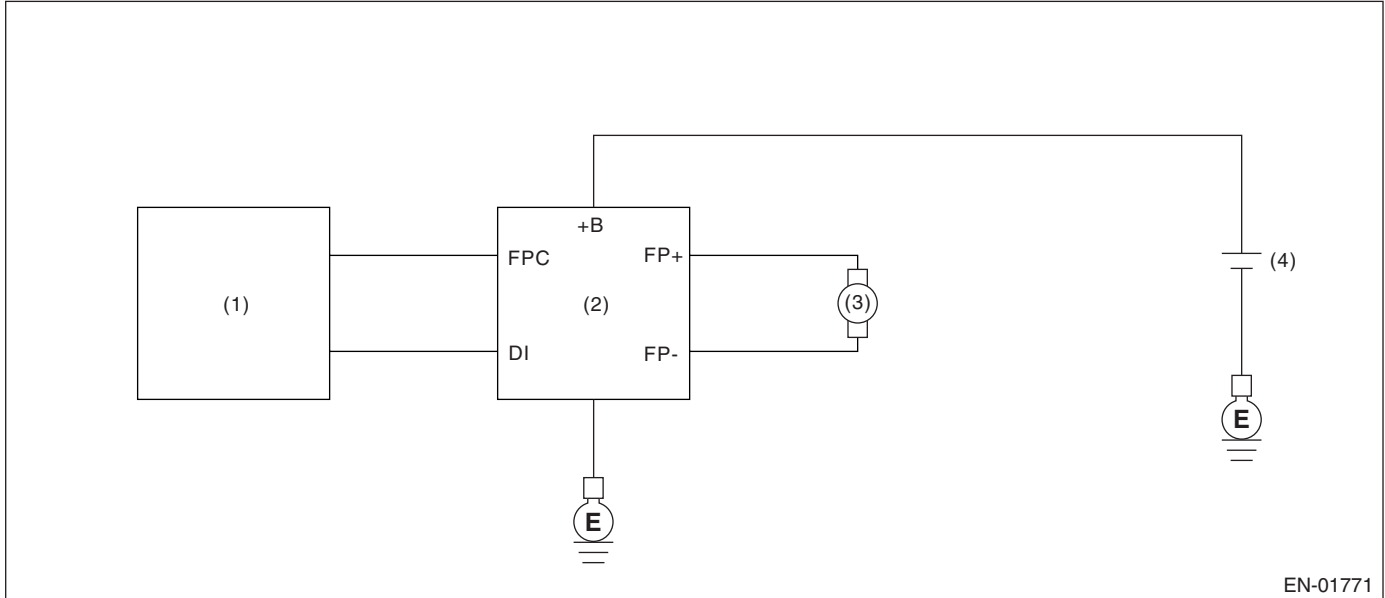 +B
FPC
FP+
(4)
(1)
(2)
(3)
DI
FP-
E
E
EN-01771